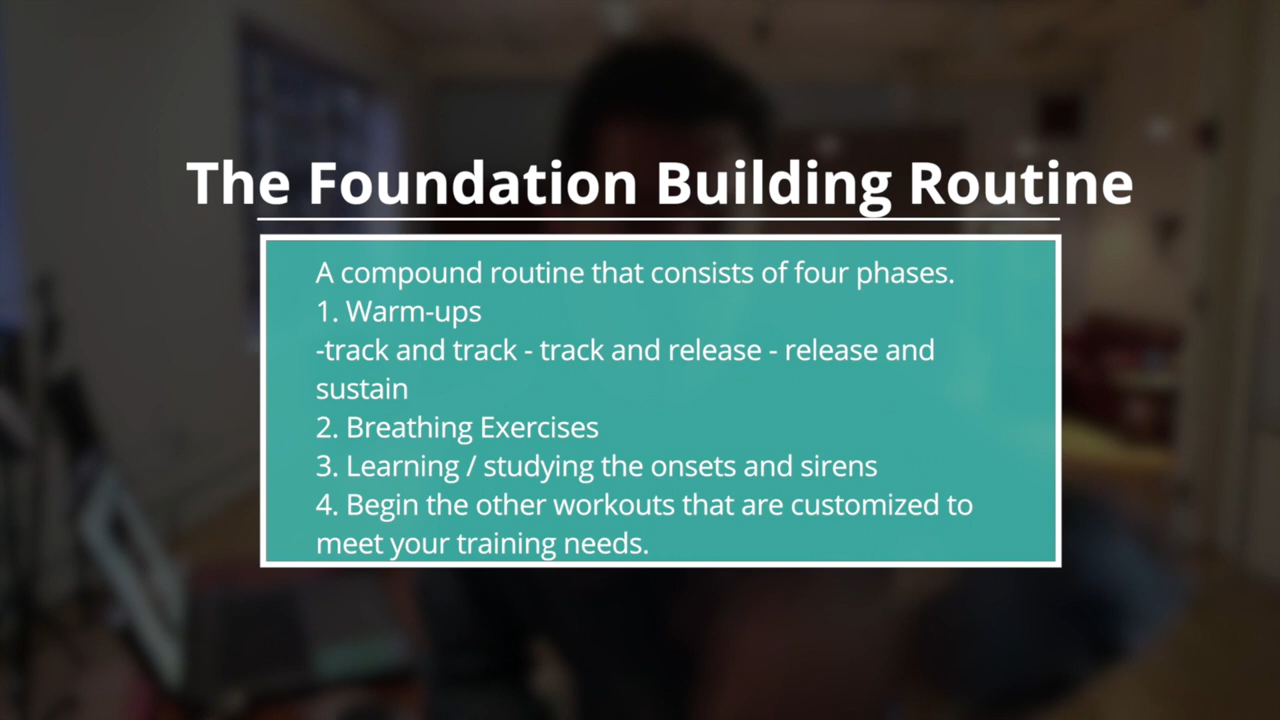 The Foundation Building Routine
A compound routine that consists of four phases.
1. Warm-ups
-track and track - track and release - release and
sustain
2. Breathing Exercises
3. Learning / studying the onsets and sirens
4. Begin the other workouts that are customized to
meet your training needs.